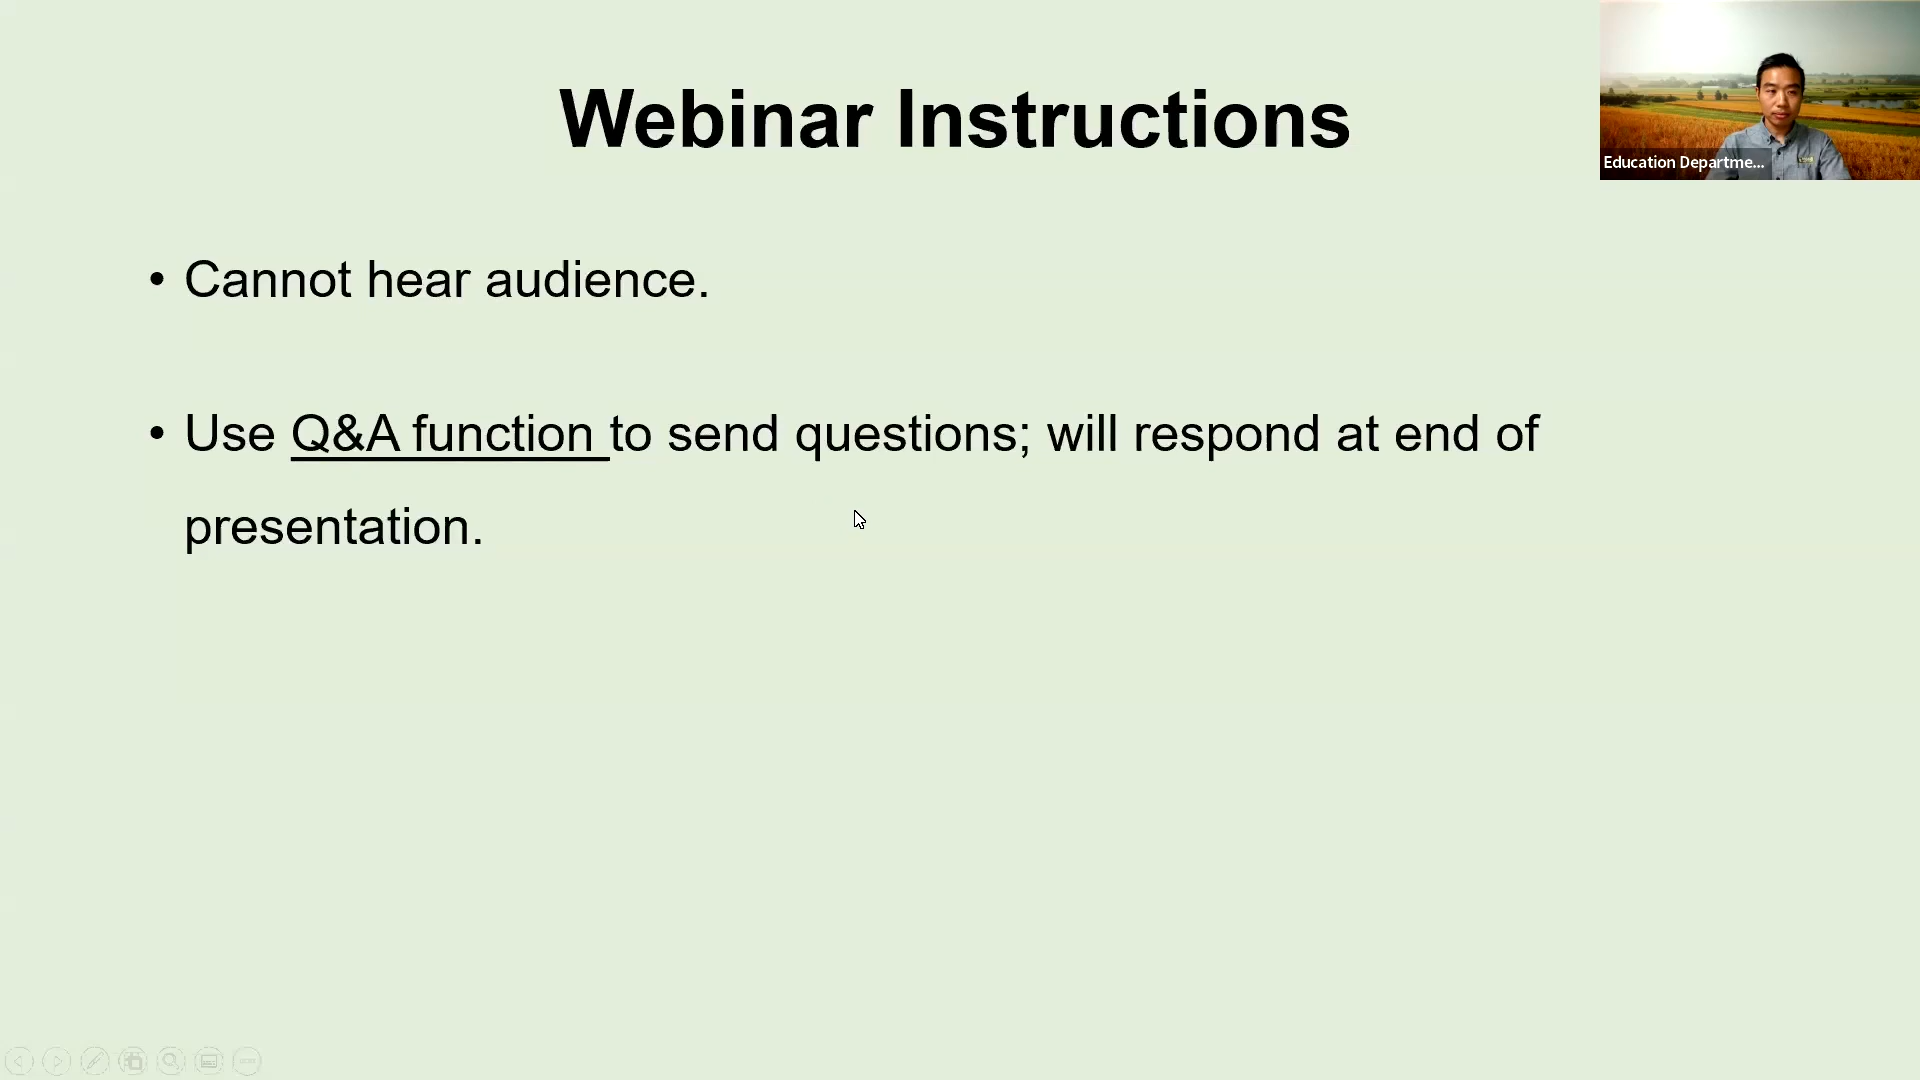 Webinar Instructions
Education Departme...
• Cannot hear audience.
• Use Q&A function to send questions; will respond at end of
presentation.